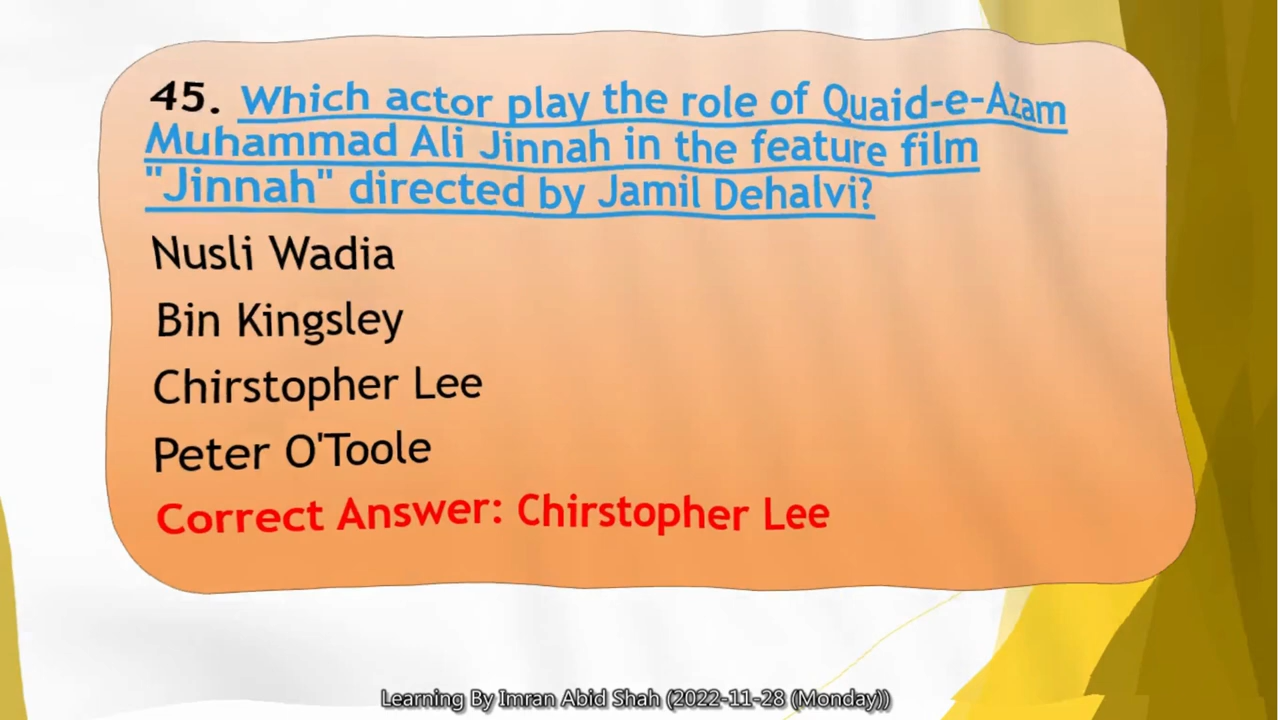 45. Which actor play the role of Quaid-e-Azam
Muhammad Ali Jinnah in the feature film
"Jinnah" directed by Jamil Dehalvi?
Nusli Wadia
Bin Kingsley
Chirstopher Lee
Peter O'Toole
Correct Answer: Chirstopher Lee
Learning By Imran Abid Shah (2022-11-28 (Monday))